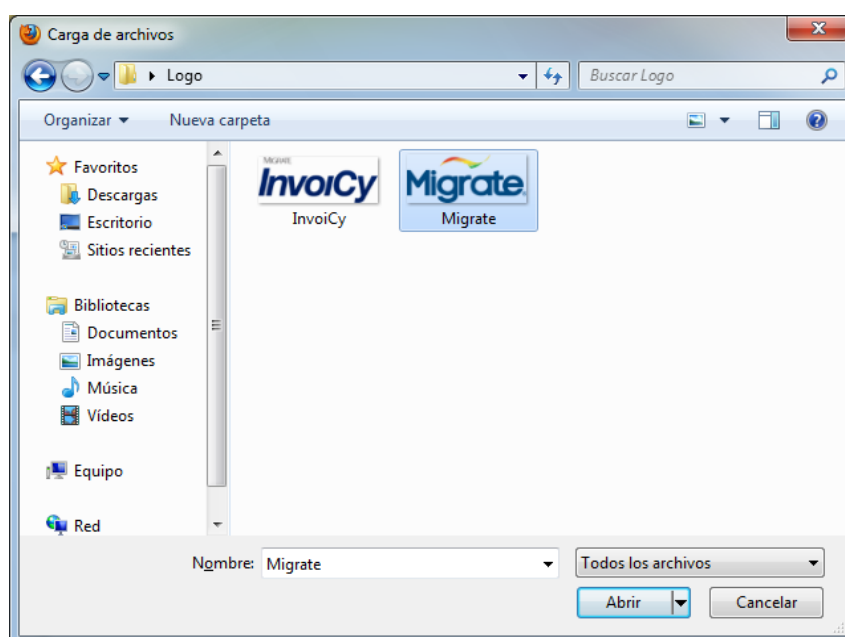 Carga de archivos
Logo
Buscar Logo
Organizar
Nueva carpeta
Favoritos
Descargas
Escritorio
Sitios recientes
Bibliotecas
Documentos
Imágenes
Música
Vídeos
Equipo
Red
MIGRATE
InvoiCy
InvoiCy
Migrate
Migrate
Nombre: Migrate
Todos los archivos
Abrir
Cancelar